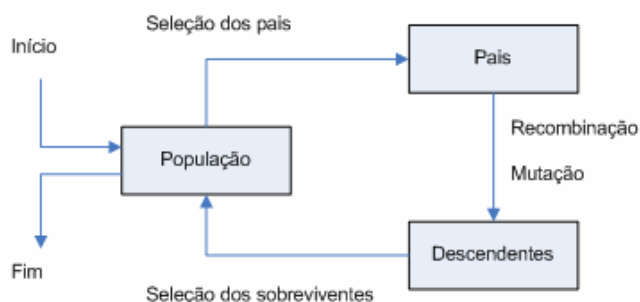 Seleção dos pais
Início
Pais
Recombinação
População
Mutação
Descendentes
Fim
Seleção dos sobreviventes